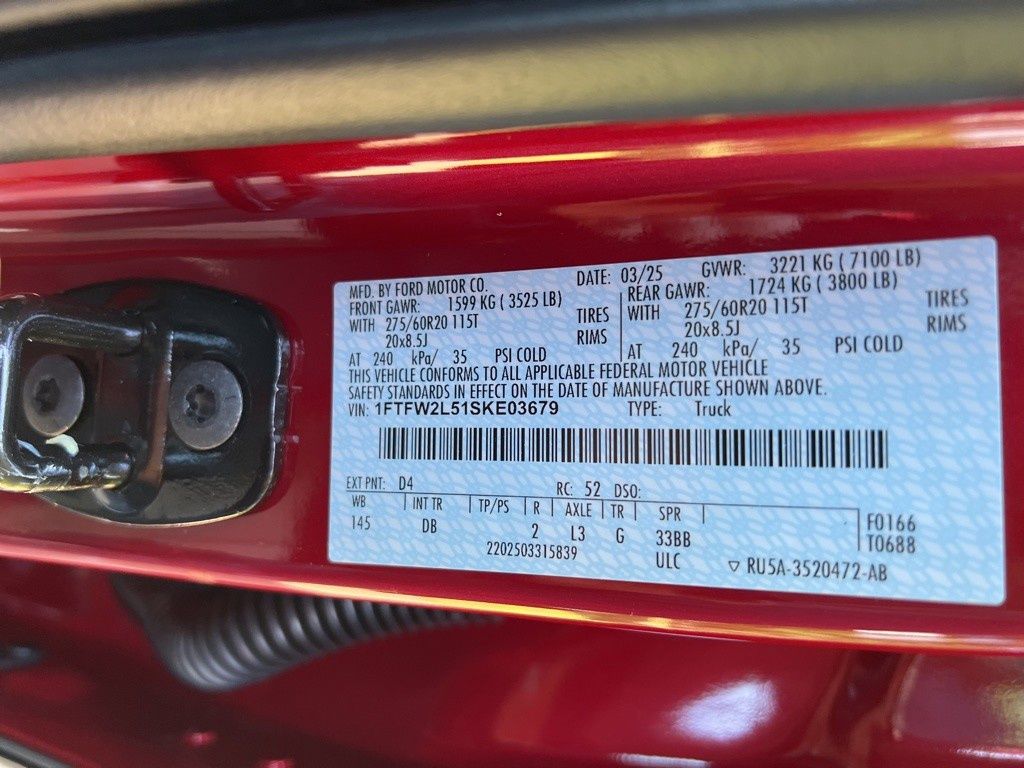 MFD. BY FORD MOTOR CO. DATE: 03/25 GVWR: 3221 KG ( 7100 LB)
FRONT GAWR: 1599 KG ( 3525 LB) REAR GAWR: 1724 KG ( 3800 LB)
WITH 275/60R20 115T TIRES WITH 275/60R20 115T TIRES
20x8.5J RIMS 20x8.5J RIMS
AT 240 kPa/ 35 PSI COLD AT 240 kPa/ 35 PSI COLD
THIS VEHICLE CONFORMS TO ALL APPLICABLE FEDERAL MOTOR VEHICLE
SAFETY STANDARDS IN EFFECT ON THE DATE OF MANUFACTURE SHOWN ABOVE.
VIN: 1FTFW2L51SKE03679 TYPE: Truck
EXT PNT: D4 RC: 52 DSO:
WB INT TR TP/PS R AXLE TR SPR
145 DB 2 L3 G 33BB
F0166
T0688
2202503315839 ULC ▽ RU5A-3520472-AB